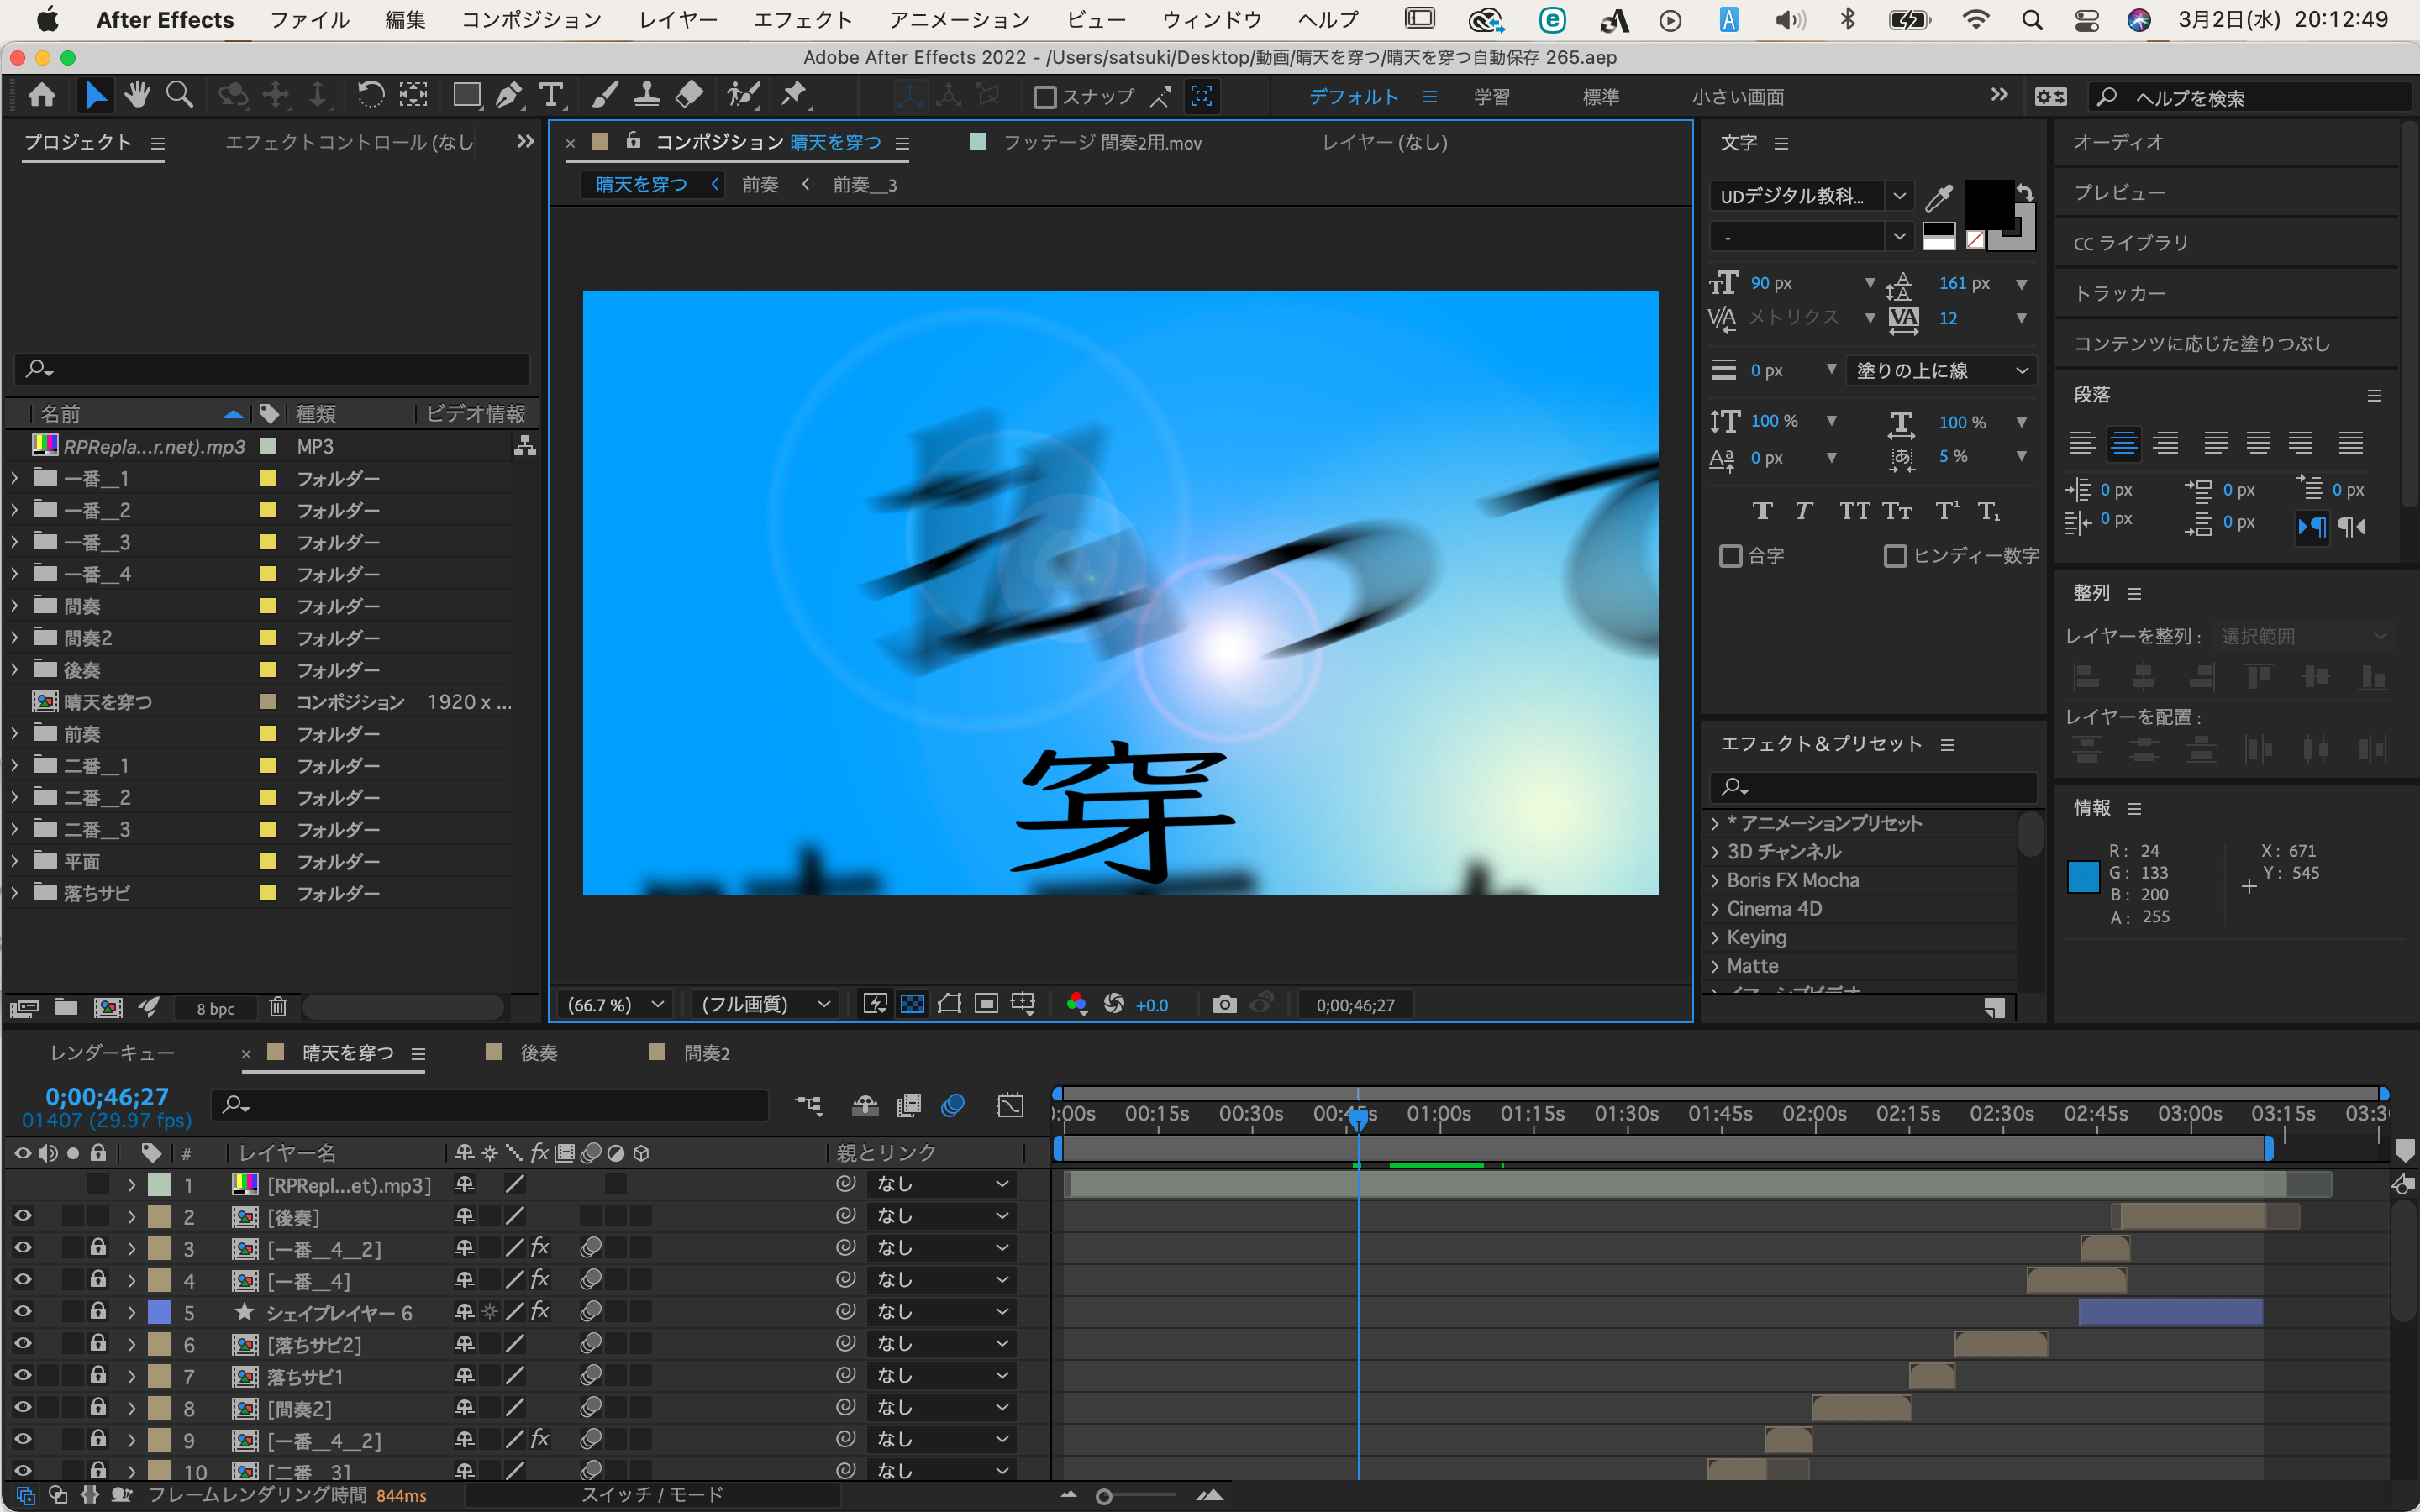 After Effects ファイル 編集 コンポジション レイヤー エフェクト アニメーション ビュー ウィンドウ ヘルプ A 3月2日(水) 20:12:49
Adobe After Effects 2022 - /Users/satsuki/Desktop/動画/晴天を穿つ/晴天を穿つ自動保存 265.aep
スナップ デフォルト 学習 標準 小さい画面 ヘルプを検索
プロジェクト エフェクトコントロール (なし
コンポジション 晴天を穿つ フッテージ 間奏2用.mov レイヤー (なし)
晴天を穿つ 前奏 前奏__3
名前 種類 ビデオ情報
RPRepla...r.net).mp3 MP3
一番__1 フォルダー
一番__2 フォルダー
一番__3 フォルダー
一番__4 フォルダー
間奏 フォルダー
間奏2 フォルダー
後奏 フォルダー
晴天を穿つ コンポジション 1920 x ...
前奏 フォルダー
二番__1 フォルダー
二番__2 フォルダー
二番__3 フォルダー
平面 フォルダー
落ちサビ フォルダー
8 bpc
穿
(66.7 %) (フル画質) +0.0 0;00;46;27
文字
UDデジタル教科...
-
90 px 161 px
メトリクス 12
0 px 塗りの上に線
100 % 100 %
0 px 5 %
合字 ヒンディー数字
エフェクト＆プリセット
* アニメーションプリセット
3D チャンネル
Boris FX Mocha
Cinema 4D
Keying
Matte
オーディオ
プレビュー
CC ライブラリ
トラッカー
コンテンツに応じた塗りつぶし
段落
0 px 0 px 0 px
0 px 0 px
整列
レイヤーを整列 : 選択範囲
レイヤーを配置 :
情報
R : 24 X : 671
G : 133 Y : 545
B : 200
A : 255
レンダーキュー 晴天を穿つ 後奏 間奏2
0;00;46;27
01407 (29.97 fps)
:00s 00:15s 00:30s 00:45s 01:00s 01:15s 01:30s 01:45s 02:00s 02:15s 02:30s 02:45s 03:00s 03:15s 03:3
# レイヤー名 fx 親とリンク
1 [RPRepl...et).mp3] なし
2 [後奏] なし
3 [一番__4__2] fx なし
4 [一番__4] fx なし
5 シェイプレイヤー 6 fx なし
6 [落ちサビ2] なし
7 落ちサビ1 なし
8 [間奏2] なし
9 [一番__4__2] fx なし
10 [二番__3] なし
フレームレンダリング時間 844ms スイッチ / モード